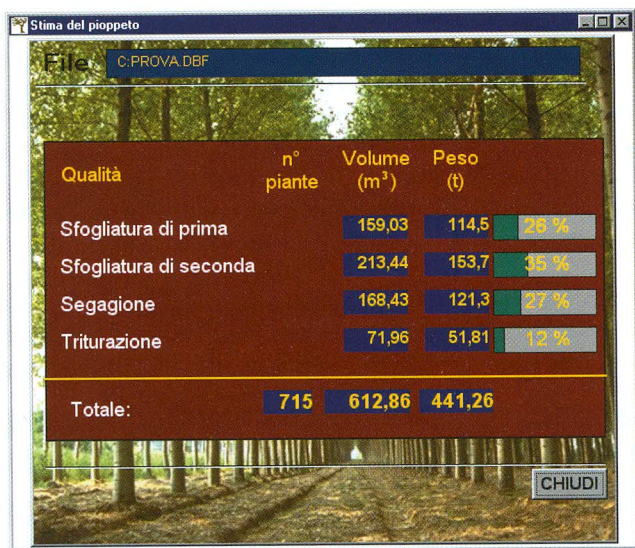 Stima del pioppeto
File C:PROVA.DBF
Qualità n° piante Volume (m³) Peso (t)
Sfogliatura di prima 159,03 114,5 26 %
Sfogliatura di seconda 213,44 153,7 35 %
Segagione 168,43 121,3 27 %
Triturazione 71,96 51,81 12 %
Totale: 715 612,86 441,26
CHIUDI